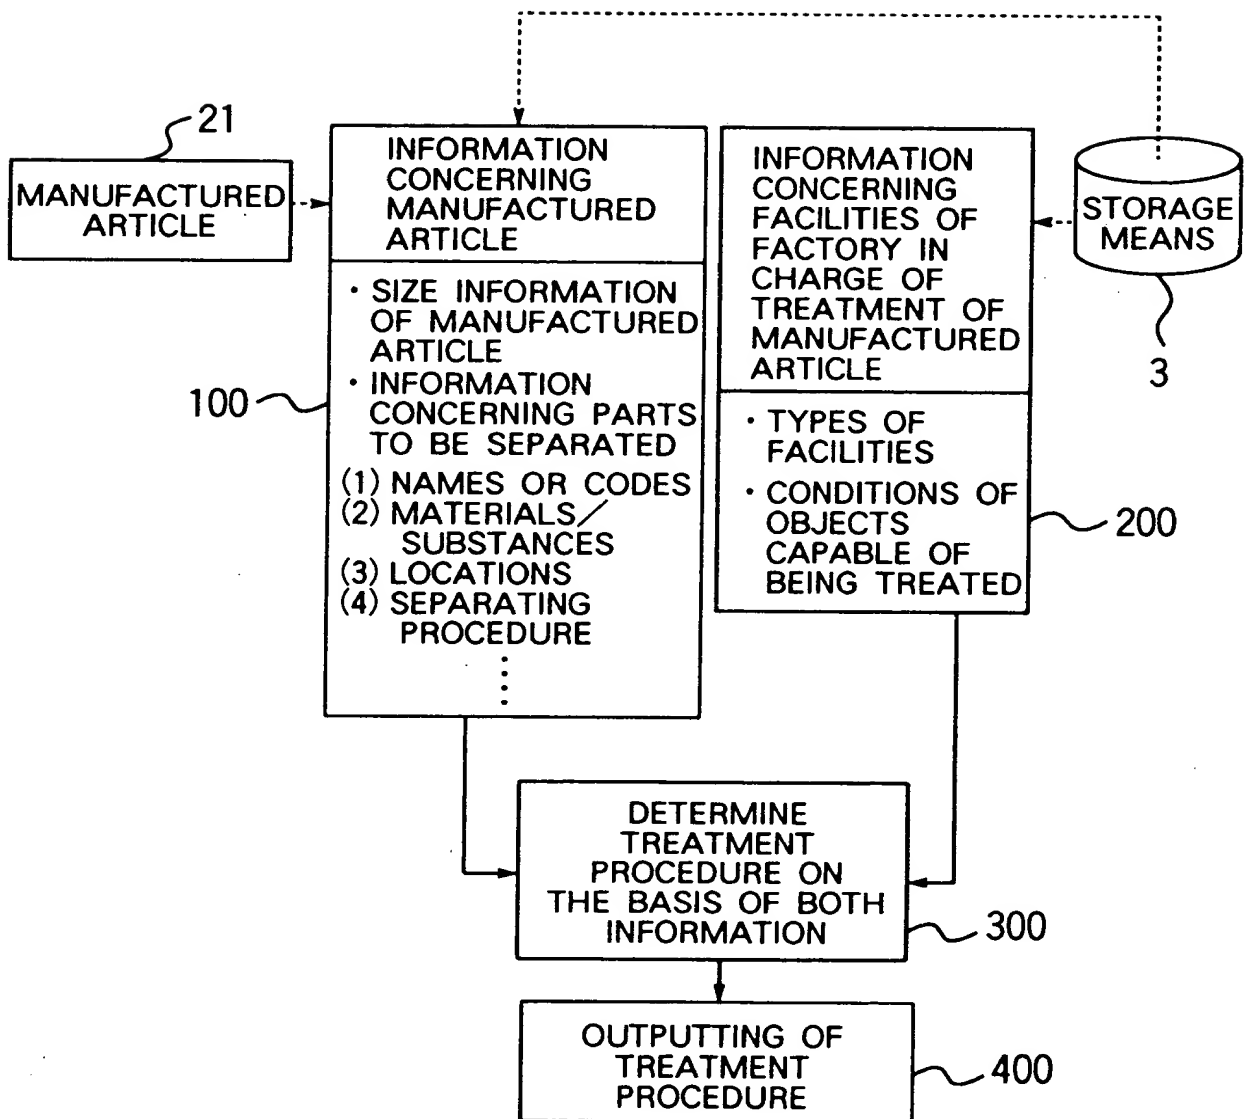 21
MANUFACTURED
ARTICLE
INFORMATION
CONCERNING
MANUFACTURED
ARTICLE
· SIZE INFORMATION
OF MANUFACTURED
ARTICLE
· INFORMATION
CONCERNING PARTS
TO BE SEPARATED
(1) NAMES OR CODES
(2) MATERIALS/
SUBSTANCES
(3) LOCATIONS
(4) SEPARATING
PROCEDURE
100
INFORMATION
CONCERNING
FACILITIES OF
FACTORY IN
CHARGE OF
TREATMENT OF
MANUFACTURED
ARTICLE
· TYPES OF
FACILITIES
· CONDITIONS OF
OBJECTS
CAPABLE OF
BEING TREATED
200
STORAGE
MEANS
3
DETERMINE
TREATMENT
PROCEDURE ON
THE BASIS OF BOTH
INFORMATION
300
OUTPUTTING OF
TREATMENT
PROCEDURE
400